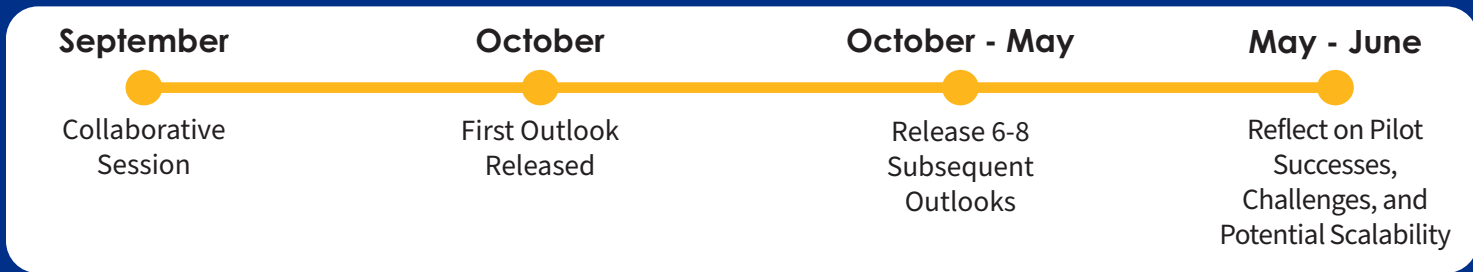 September
Collaborative
Session
October
First Outlook
Released
October - May
Release 6-8
Subsequent
Outlooks
May - June
Reflect on Pilot
Successes,
Challenges, and
Potential Scalability